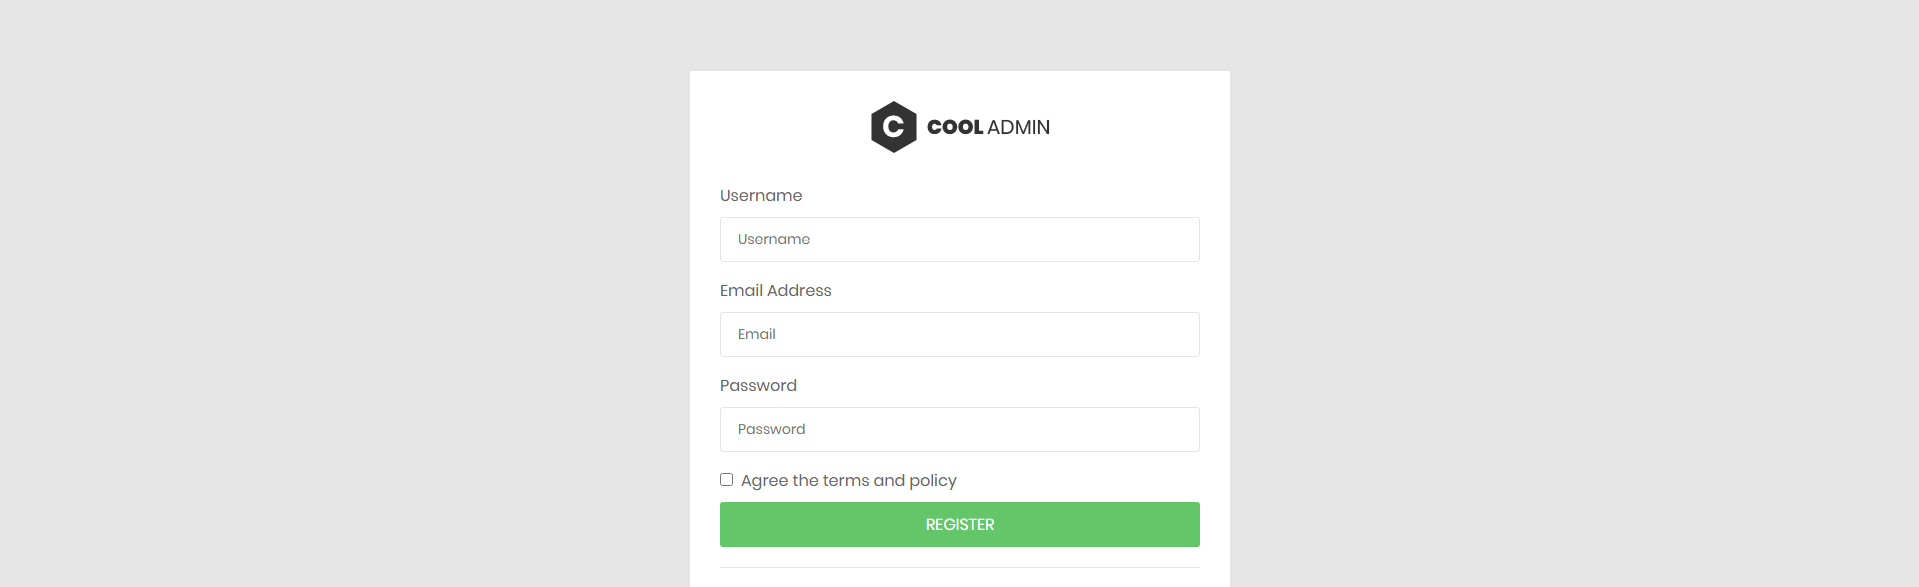 C COOL ADMIN
Username
Username
Email Address
Email
Password
Password
Agree the terms and policy
REGISTER